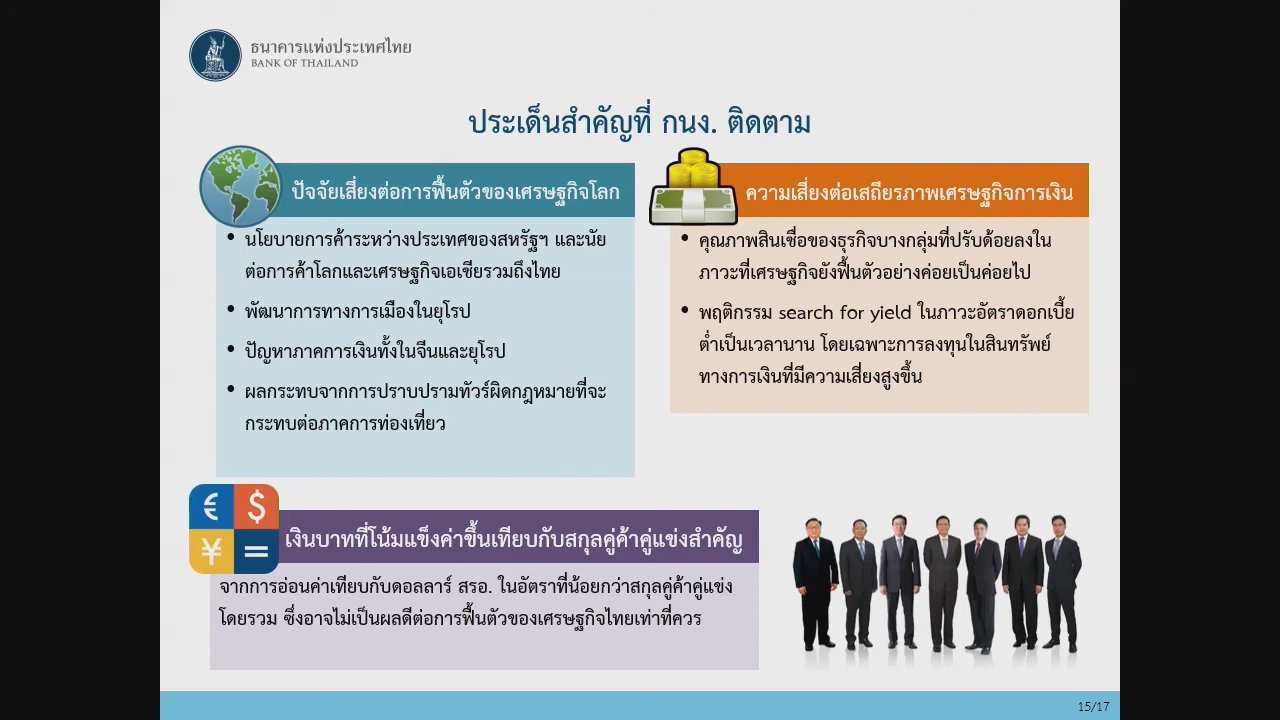 ธนาคารแห่งประเทศไทย
BANK OF THAILAND
ประเด็นสำคัญที่ กนง. ติดตาม
ปัจจัยเสี่ยงต่อการฟื้นตัวของเศรษฐกิจโลก
• นโยบายการค้าระหว่างประเทศของสหรัฐฯ และนัย
ต่อการค้าโลกและเศรษฐกิจเอเชียรวมถึงไทย
• พัฒนาการทางการเมืองในยุโรป
• ปัญหาภาคการเงินทั้งในจีนและยุโรป
• ผลกระทบจากการปราบปรามทัวร์ผิดกฎหมายที่จะ
กระทบต่อภาคการท่องเที่ยว
ความเสี่ยงต่อเสถียรภาพเศรษฐกิจการเงิน
• คุณภาพสินเชื่อของธุรกิจบางกลุ่มที่ปรับด้อยลงใน
ภาวะที่เศรษฐกิจยังฟื้นตัวอย่างค่อยเป็นค่อยไป
• พฤติกรรม search for yield ในภาวะอัตราดอกเบี้ย
ต่ำเป็นเวลานาน โดยเฉพาะการลงทุนในสินทรัพย์
ทางการเงินที่มีความเสี่ยงสูงขึ้น
€ $
¥ =
เงินบาทที่โน้มแข็งค่าขึ้นเทียบกับสกุลคู่ค้าคู่แข่งสำคัญ
จากการอ่อนค่าเทียบกับดอลลาร์ สรอ. ในอัตราที่น้อยกว่าสกุลคู่ค้าคู่แข่ง
โดยรวม ซึ่งอาจไม่เป็นผลดีต่อการฟื้นตัวของเศรษฐกิจไทยเท่าที่ควร
15/17